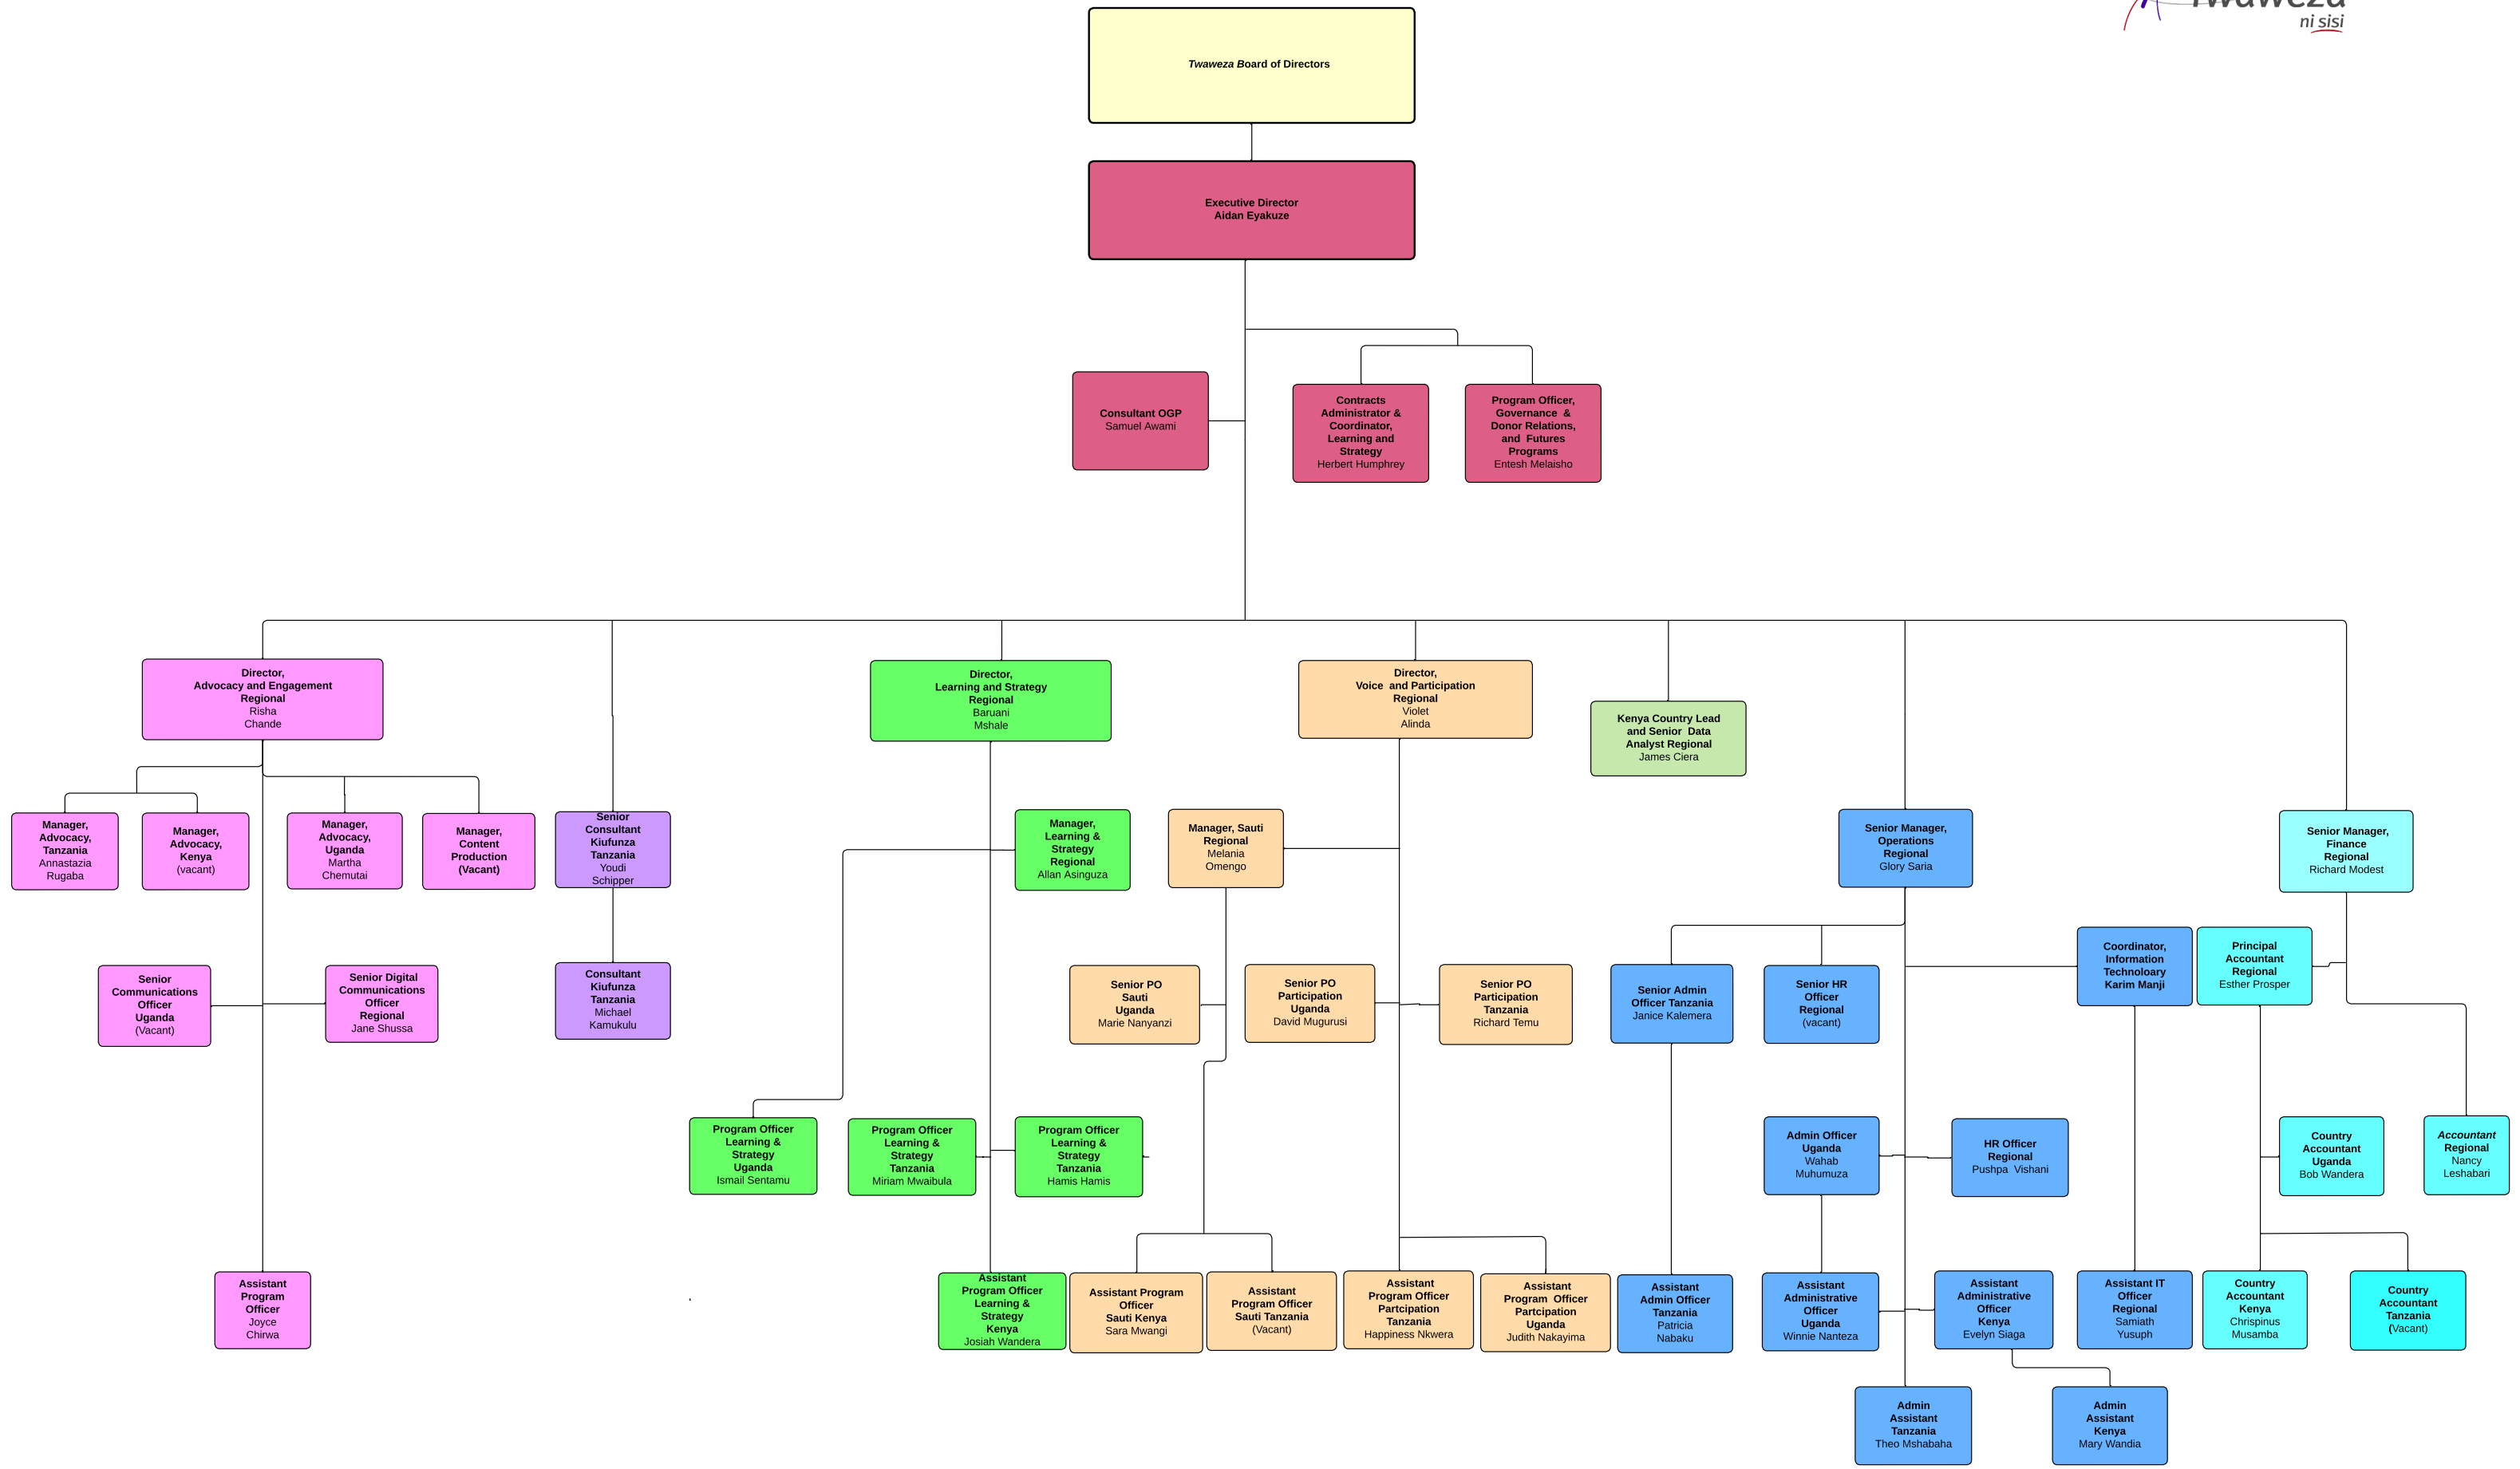 Twaweza
ni sisi
Twaweza Board of Directors
Executive Director
Aidan Eyakuze
Consultant OGP
Samuel Awami
Contracts
Administrator &
Coordinator,
Learning and
Strategy
Herbert Humphrey
Program Officer,
Governance &
Donor Relations,
and Futures
Programs
Entesh Melaisho
Director,
Advocacy and Engagement
Regional
Risha
Chande
Director,
Learning and Strategy
Regional
Baruani
Mshale
Director,
Voice and Participation
Regional
Violet
Alinda
Kenya Country Lead
and Senior Data
Analyst Regional
James Ciera
Manager,
Advocacy,
Tanzania
Annastazia
Rugaba
Manager,
Advocacy,
Kenya
(vacant)
Manager,
Advocacy,
Uganda
Martha
Chemutai
Manager,
Content
Production
(Vacant)
Senior
Consultant
Kiufunza
Tanzania
Youdi
Schipper
Manager,
Learning &
Strategy
Regional
Allan Asinguza
Manager, Sauti
Regional
Melania
Omengo
Senior Manager,
Operations
Regional
Glory Saria
Senior Manager,
Finance
Regional
Richard Modest
Senior
Communications
Officer
Uganda
(Vacant)
Senior Digital
Communications
Officer
Regional
Jane Shussa
Consultant
Kiufunza
Tanzania
Michael
Kamukulu
Senior PO
Sauti
Uganda
Marie Nanyanzi
Senior PO
Participation
Uganda
David Mugurusi
Senior PO
Participation
Tanzania
Richard Temu
Senior Admin
Officer Tanzania
Janice Kalemera
Senior HR
Officer
Regional
(vacant)
Coordinator,
Information
Technoloary
Karim Manji
Principal
Accountant
Regional
Esther Prosper
Program Officer
Learning &
Strategy
Uganda
Ismail Sentamu
Program Officer
Learning &
Strategy
Tanzania
Miriam Mwaibula
Program Officer
Learning &
Strategy
Tanzania
Hamis Hamis
Admin Officer
Uganda
Wahab
Muhumuza
HR Officer
Regional
Pushpa Vishani
Country
Accountant
Uganda
Bob Wandera
Accountant
Regional
Nancy
Leshabari
Assistant
Program
Officer
Joyce
Chirwa
Assistant
Program Officer
Learning &
Strategy
Kenya
Josiah Wandera
Assistant Program
Officer
Sauti Kenya
Sara Mwangi
Assistant
Program Officer
Sauti Tanzania
(Vacant)
Assistant
Program Officer
Partcipation
Tanzania
Happiness Nkwera
Assistant
Program Officer
Partcipation
Uganda
Judith Nakayima
Assistant
Admin Officer
Tanzania
Patricia
Nabaku
Assistant
Administrative
Officer
Uganda
Winnie Nanteza
Assistant
Administrative
Officer
Kenya
Evelyn Siaga
Assistant IT
Officer
Regional
Samiath
Yusuph
Country
Accountant
Kenya
Chrispinus
Musamba
Country
Accountant
Tanzania
(Vacant)
Admin
Assistant
Tanzania
Theo Mshabaha
Admin
Assistant
Kenya
Mary Wandia